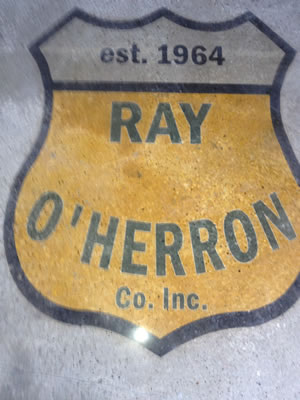 est. 1964
RAY
O'HERRON
Co. Inc.